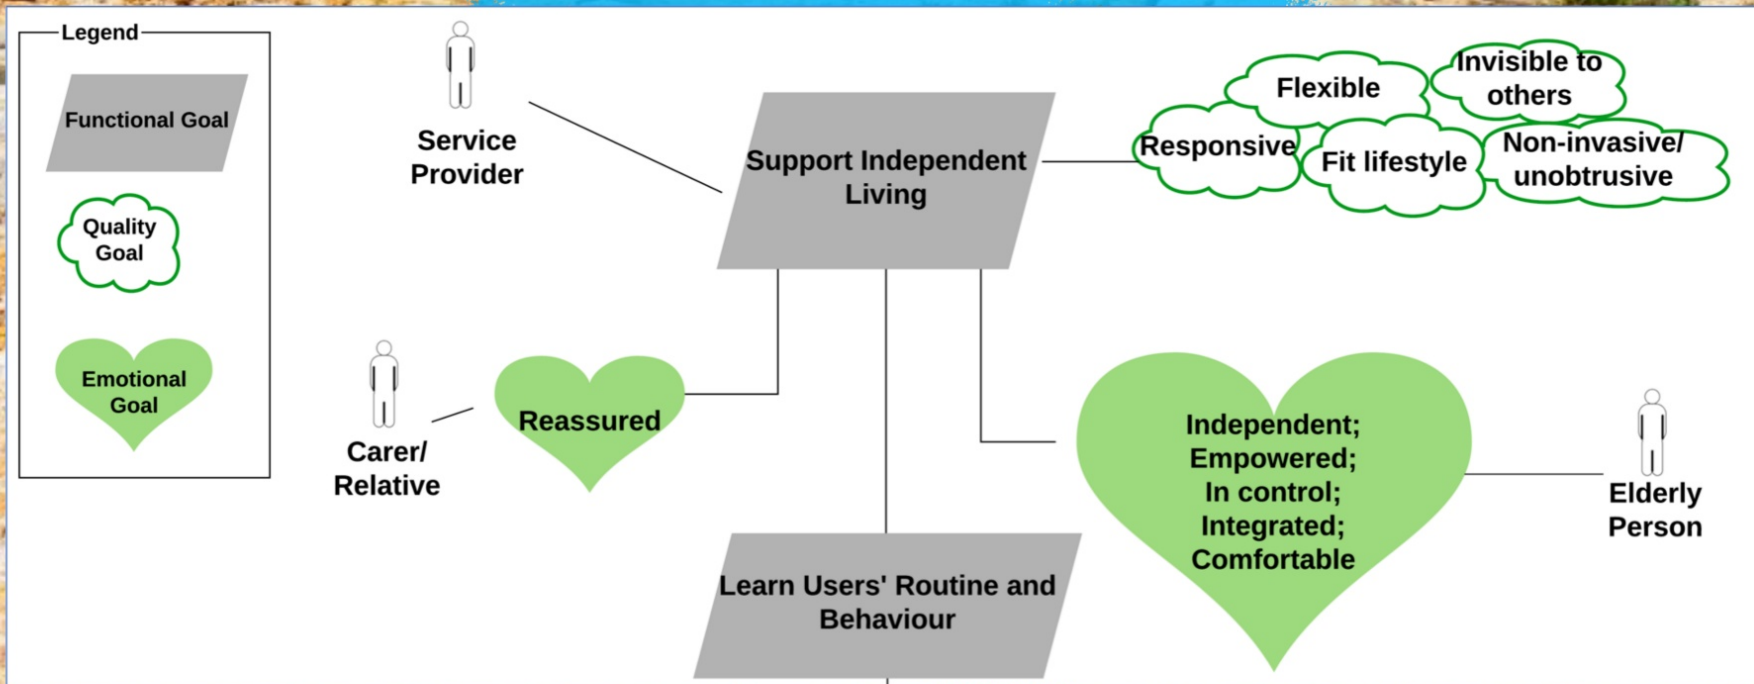 Legend
Functional Goal
Quality
Goal
Emotional
Goal
Service
Provider
Support Independent
Living
Flexible
Invisible to
others
Responsive
Fit lifestyle
Non-invasive/
unobtrusive
Carer/
Relative
Reassured
Independent;
Empowered;
In control;
Integrated;
Comfortable
Elderly
Person
Learn Users' Routine and
Behaviour